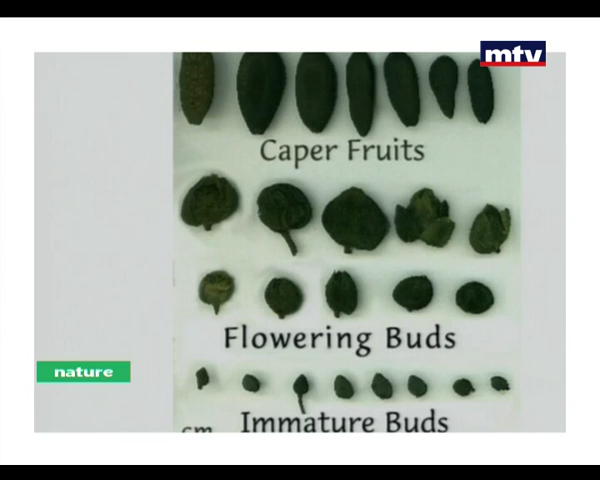 mtv
Caper Fruits
Flowering Buds
nature
cm
Immature Buds